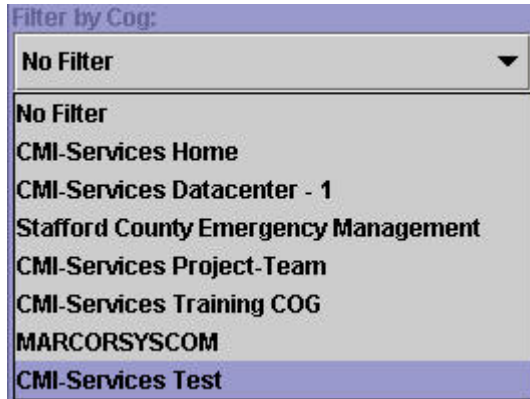 Filter by Cog:
No Filter
No Filter
CMI-Services Home
CMI-Services Datacenter - 1
Stafford County Emergency Management
CMI-Services Project-Team
CMI-Services Training COG
MARCORSYSCOM
CMI-Services Test